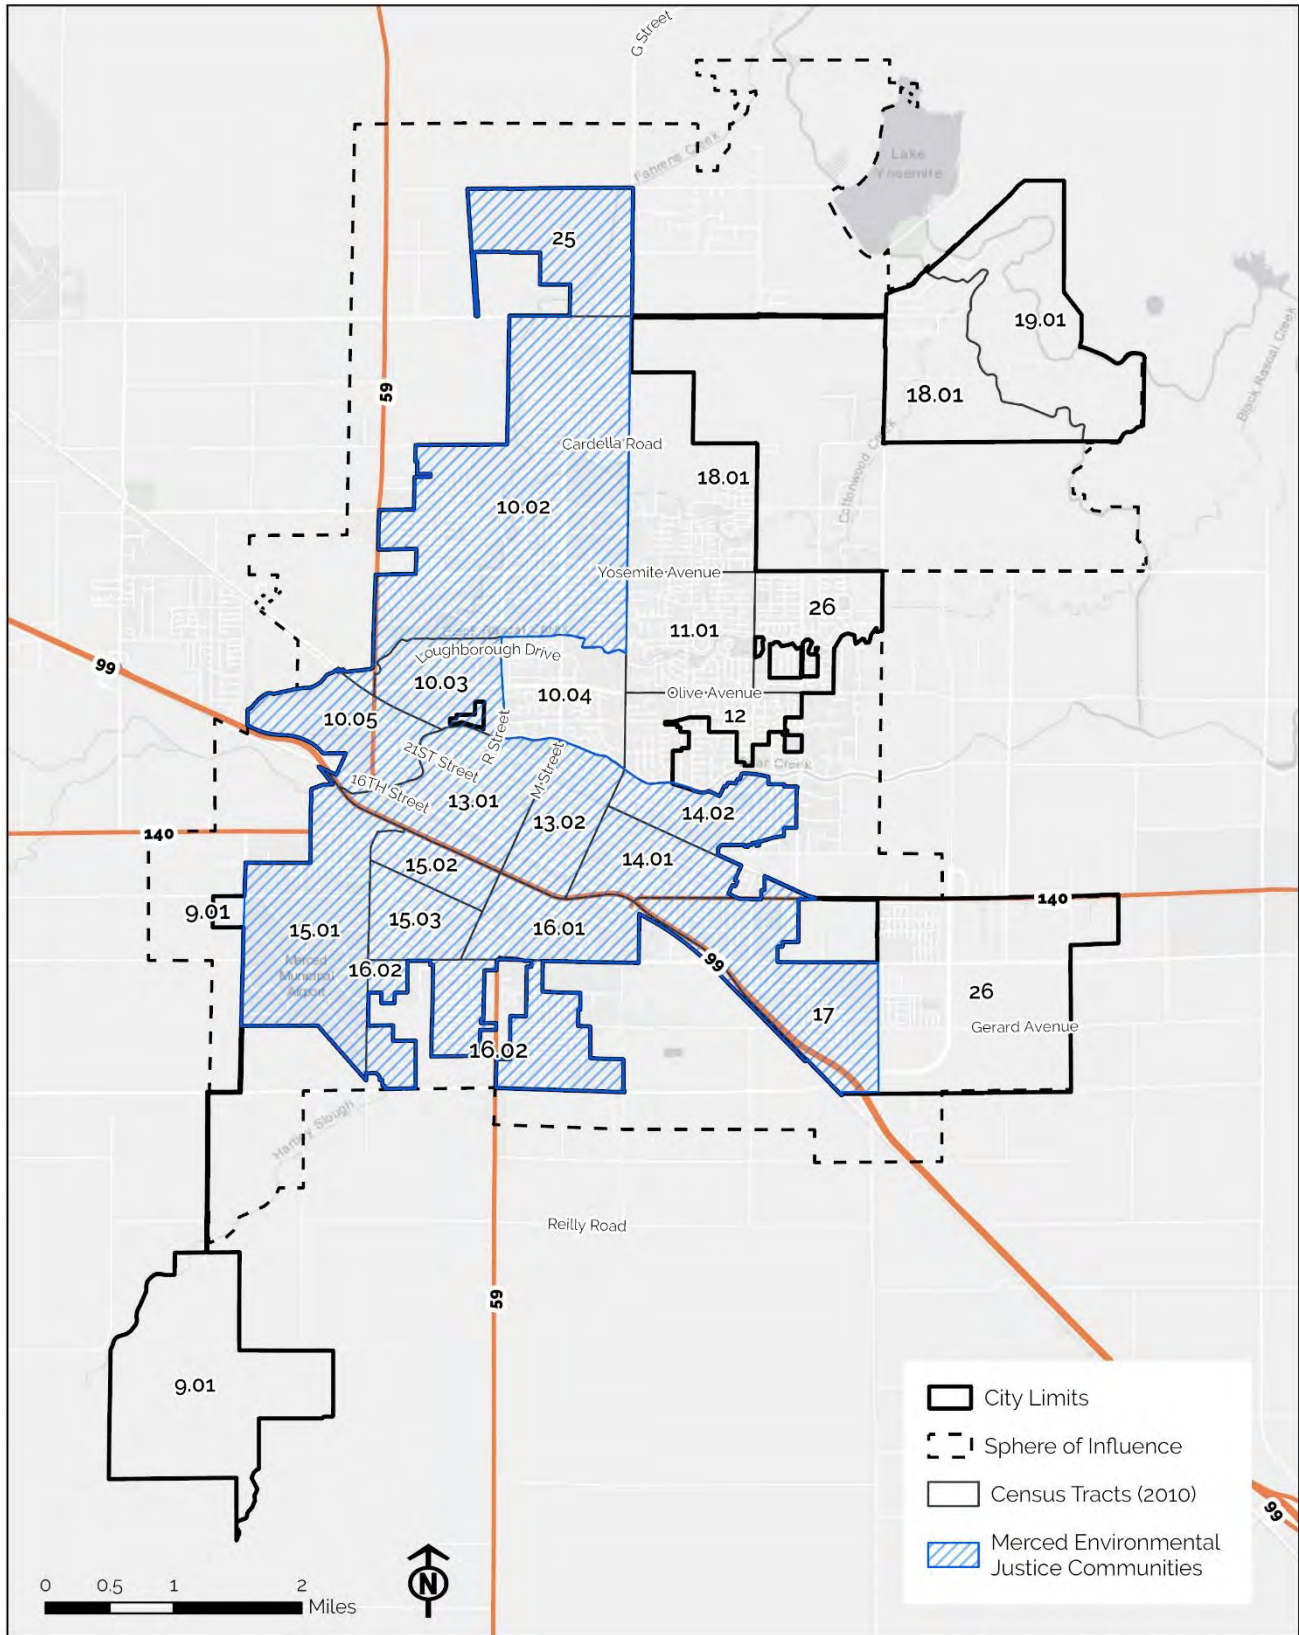 G Street
Fahrens Creek
Lake
Yosemite
25
19.01
59
18.01
Black Rascal Creek
Cardella Road
Cottonwood Creek
18.01
10.02
Yosemite Avenue
26
11.01
Loughborough Drive
99
10.03
10.04
Olive Avenue
12
10.05
R Street
21ST Street
M Street
Creek
16TH Street
13.01
14.02
13.02
140
14.01
15.02
140
9.01
15.03
15.01
16.01
Merced
Municipal
Airport
16.02
99
26
17
Gerard Avenue
16.02
Hartley Slough
Reilly Road
59
9.01
City Limits
Sphere of Influence
Census Tracts (2010)
Merced Environmental
Justice Communities
99
0 0.5 1 2
Miles
N